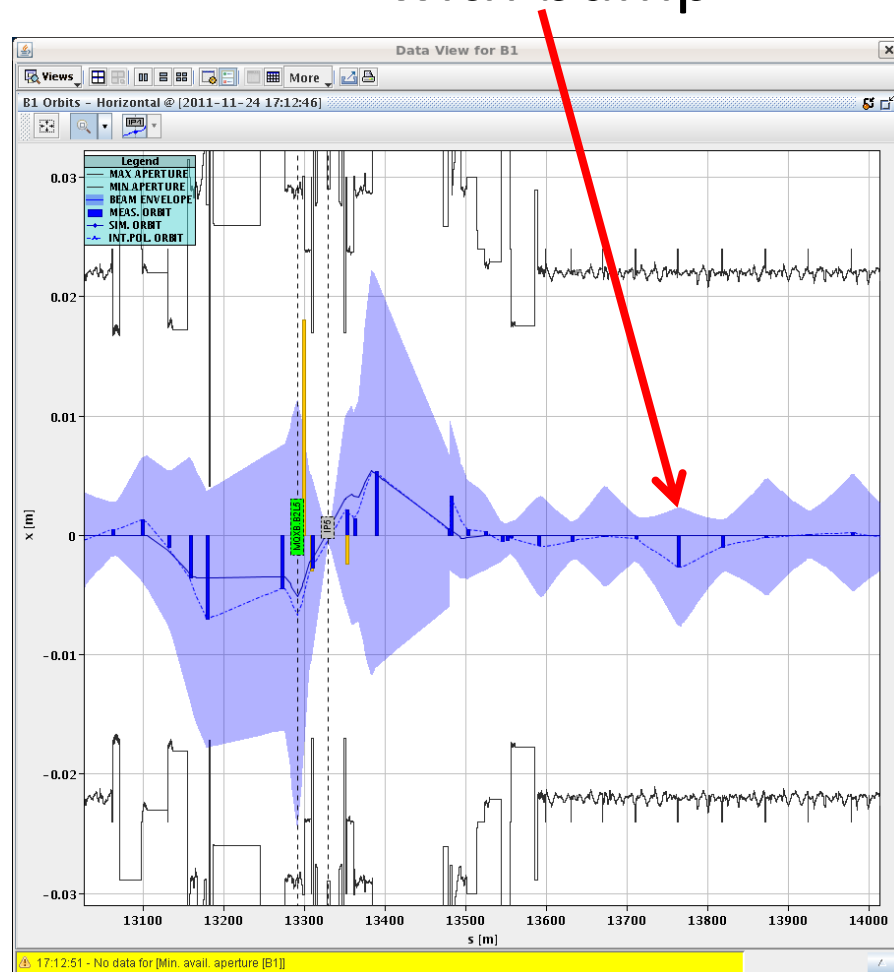 Data View for B1
Views
More
B1 Orbits - Horizontal @ [2011-11-24 17:12:46]
IP1
Legend
MAX APERTURE
MIN.APERTURE
BEAM ENVELOPE
MEAS. ORBIT
SIM. ORBIT
INT.POL. ORBIT
0.03
0.02
0.01
0
-0.01
-0.02
-0.03
x [m]
MQXB.B2L5
IP5
13100
13200
13300
13400
13500
13600
13700
13800
13900
14000
s [m]
17:12:51 - No data for [Min. avail. aperture [B1]]